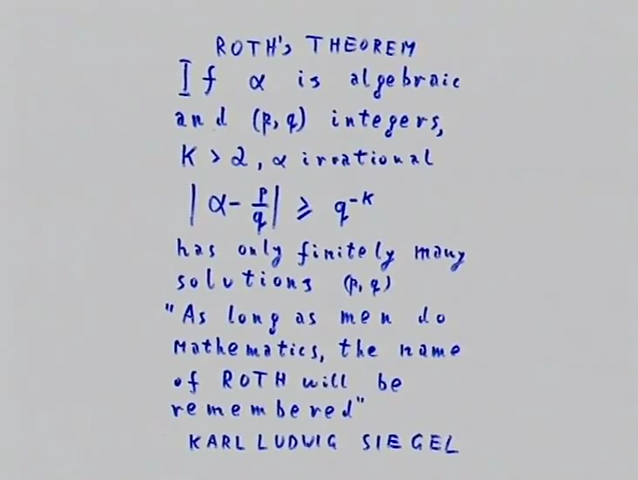 ROTH's THEOREM
If α is algebraic
and (p,q) integers,
K > 2, α irrational
|α - p/q| ⩾ q^-K
has only finitely many
solutions (p,q)
"As long as men do
Mathematics, the name
of ROTH will be
remembered"
KARL LUDWIG SIEGEL